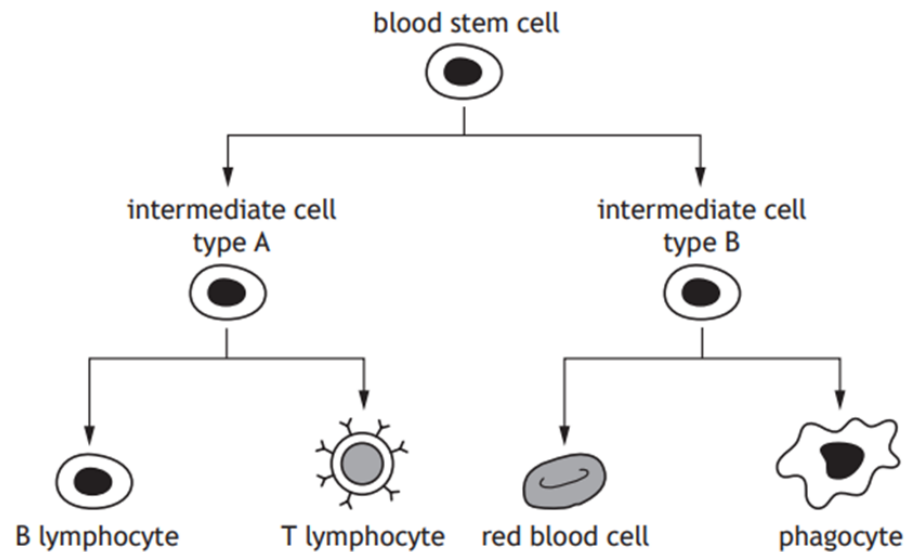 blood stem cell
intermediate cell
type A
intermediate cell
type B
B lymphocyte
T lymphocyte
red blood cell
phagocyte